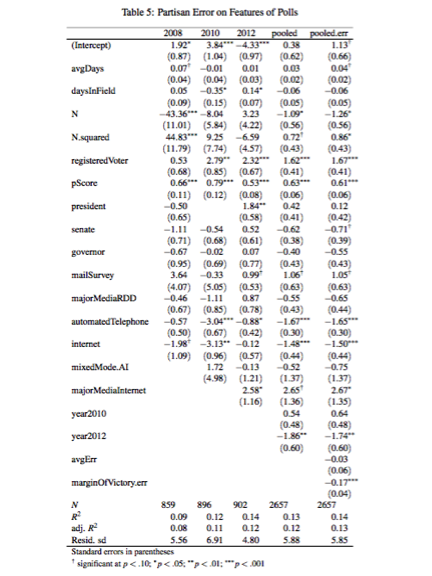 Table 5: Partisan Error on Features of Polls
2008 2010 2012 pooled pooled.err
(Intercept) 1.92* 3.84*** −4.33*** 0.38 1.13†
(0.87) (1.04) (0.97) (0.62) (0.66)
avgDays 0.07† −0.01 0.01 0.03 0.04†
(0.04) (0.04) (0.03) (0.02) (0.02)
daysInField 0.05 −0.35* 0.14* −0.06 −0.06
(0.09) (0.15) (0.07) (0.05) (0.05)
N −43.36*** −8.04 3.23 −1.09* −1.26*
(11.01) (5.84) (4.22) (0.56) (0.56)
N.squared 44.83*** 9.25 −6.59 0.72† 0.86*
(11.79) (7.74) (4.57) (0.43) (0.43)
registeredVoter 0.53 2.79** 2.32*** 1.62*** 1.67***
(0.68) (0.85) (0.67) (0.41) (0.41)
pScore 0.66*** 0.79*** 0.53*** 0.63*** 0.61***
(0.11) (0.12) (0.08) (0.06) (0.06)
president −0.50 1.84** 0.42 0.12
(0.65) (0.58) (0.41) (0.42)
senate −1.11 −0.54 0.52 −0.62 −0.71†
(0.71) (0.68) (0.61) (0.38) (0.39)
governor −0.67 −0.02 0.07 −0.40 −0.55
(0.95) (0.69) (0.77) (0.43) (0.43)
mailSurvey 3.64 −0.33 0.99† 1.06† 1.05†
(4.07) (5.05) (0.53) (0.63) (0.63)
majorMediaRDD −0.46 −1.11 0.87 −0.55 −0.65
(0.67) (0.85) (0.78) (0.43) (0.44)
automatedTelephone −0.57 −3.04*** −0.88* −1.67*** −1.65***
(0.50) (0.67) (0.42) (0.30) (0.30)
internet −1.98† −3.13** −0.12 −1.48*** −1.50***
(1.09) (0.96) (0.57) (0.44) (0.44)
mixedMode.AI 1.72 −0.13 −0.52 −0.75
(4.98) (1.21) (1.37) (1.37)
majorMediaInternet 2.58* 2.65† 2.67*
(1.16) (1.36) (1.35)
year2010 0.54 0.64
(0.48) (0.48)
year2012 −1.86** −1.74**
(0.60) (0.60)
avgErr −0.03
(0.06)
marginOfVictory.err −0.17***
(0.04)
N 859 896 902 2657 2657
R² 0.09 0.12 0.14 0.13 0.14
adj. R² 0.08 0.11 0.12 0.12 0.13
Resid. sd 5.56 6.91 4.80 5.88 5.85
Standard errors in parentheses
† significant at p < .10; *p < .05; **p < .01; ***p < .001